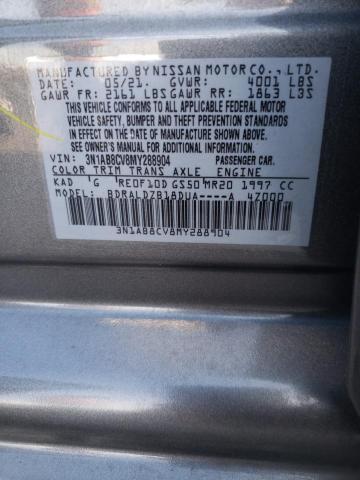 MANUFACTURED BY NISSAN MOTOR CO., LTD.
DATE: 05/21. GVWR: 4001 LBS
GAWR FR: 2161 LBS GAWR RR: 1863 LBS
THIS VEHICLE CONFORMS TO ALL APPLICABLE FEDERAL MOTOR
VEHICLE SAFETY, BUMPER AND THEFT PREVENTION STANDARDS
IN EFFECT ON THE DATE OF MANUFACTURE SHOWN ABOVE.
SEE OWNER'S MANUAL FOR ADDITIONAL INFORMATION
VIN: 3N1AB8CV8MY288904 PASSENGER CAR.
COLOR TRIM TRANS AXLE ENGINE
KAD G RE0F10D GS50 MR20 1997 CC
MODEL: BDRALDZB18DUA----A 47000
3N1AB8CV8MY288904